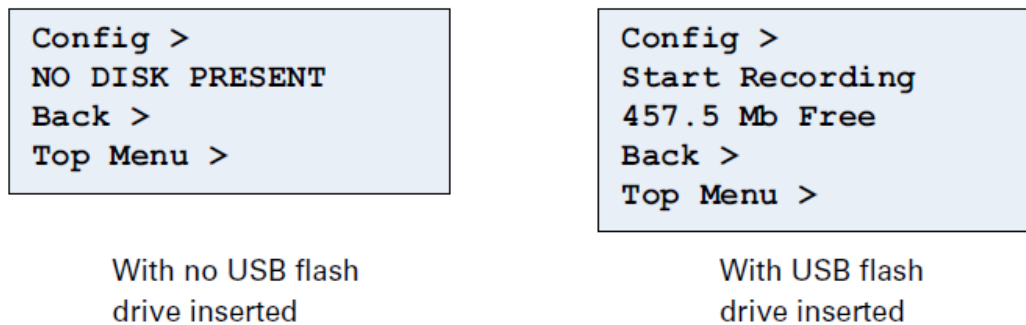 Config >
NO DISK PRESENT
Back >
Top Menu >
With no USB flash
drive inserted
Config >
Start Recording
457.5 Mb Free
Back >
Top Menu >
With USB flash
drive inserted